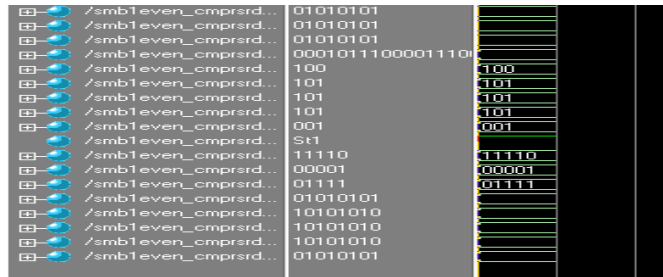 /smb1even_cmprsrd... 01010101
/smb1even_cmprsrd... 01010101
/smb1even_cmprsrd... 01010101
/smb1even_cmprsrd... 0001011100001110
/smb1even_cmprsrd... 100 100
/smb1even_cmprsrd... 101 101
/smb1even_cmprsrd... 101 101
/smb1even_cmprsrd... 101 101
/smb1even_cmprsrd... 001 001
/smb1even_cmprsrd... St1
/smb1even_cmprsrd... 11110 11110
/smb1even_cmprsrd... 00001 00001
/smb1even_cmprsrd... 01111 01111
/smb1even_cmprsrd... 01010101
/smb1even_cmprsrd... 10101010
/smb1even_cmprsrd... 10101010
/smb1even_cmprsrd... 10101010
/smb1even_cmprsrd... 01010101